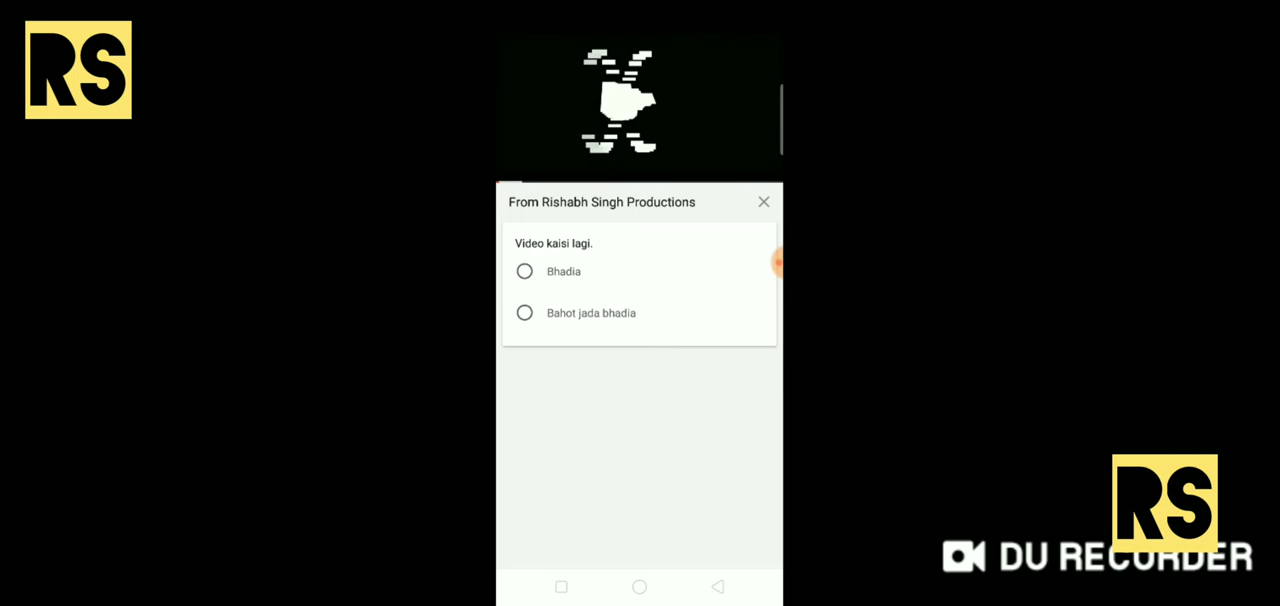 RS
From Rishabh Singh Productions
Video kaisi lagi.
Bhadia
Bahot jada bhadia
RS
DU RECORDER